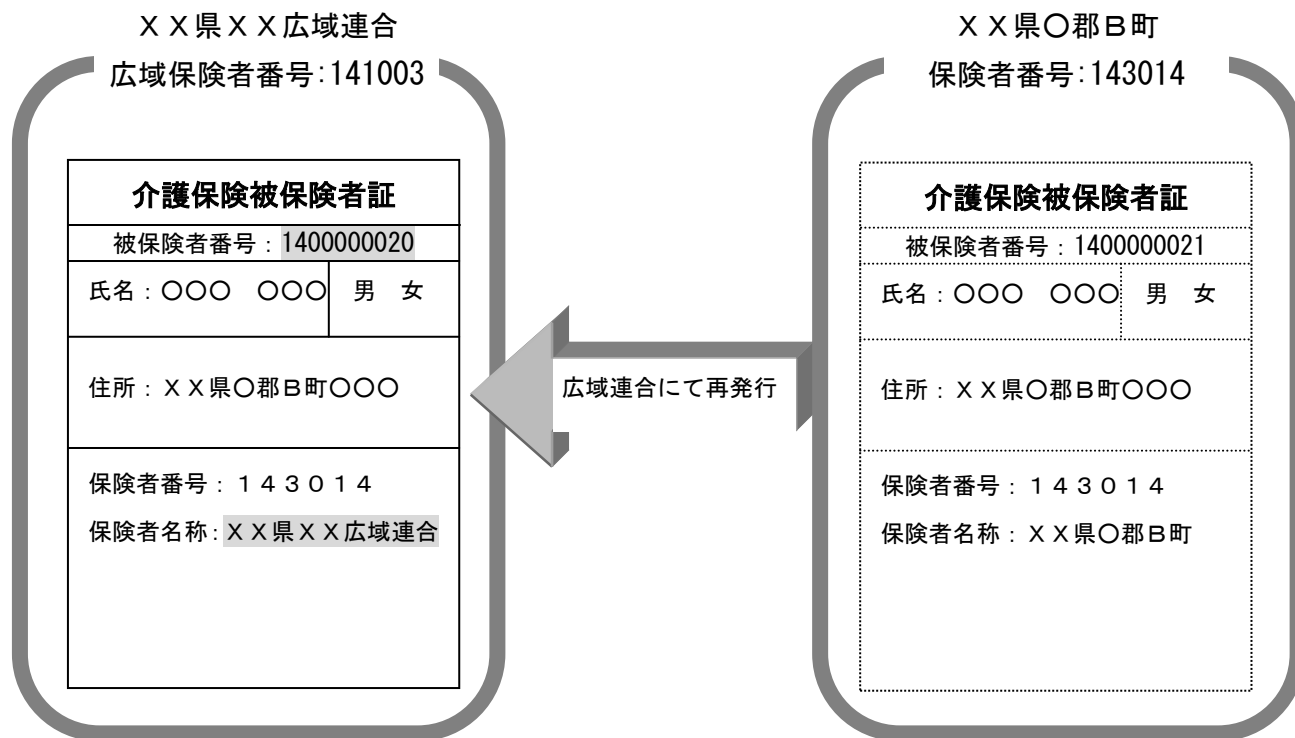 ＸＸ県ＸＸ広域連合
広域保険者番号:141003
介護保険被保険者証
被保険者番号：1400000020
氏名：〇〇〇　〇〇〇　男　女
住所：ＸＸ県〇郡Ｂ町〇〇〇
保険者番号：１４３０１４
保険者名称：ＸＸ県ＸＸ広域連合
広域連合にて再発行
ＸＸ県〇郡Ｂ町
保険者番号:143014
介護保険被保険者証
被保険者番号：1400000021
氏名：〇〇〇　〇〇〇　男　女
住所：ＸＸ県〇郡Ｂ町〇〇〇
保険者番号：１４３０１４
保険者名称：ＸＸ県〇郡Ｂ町